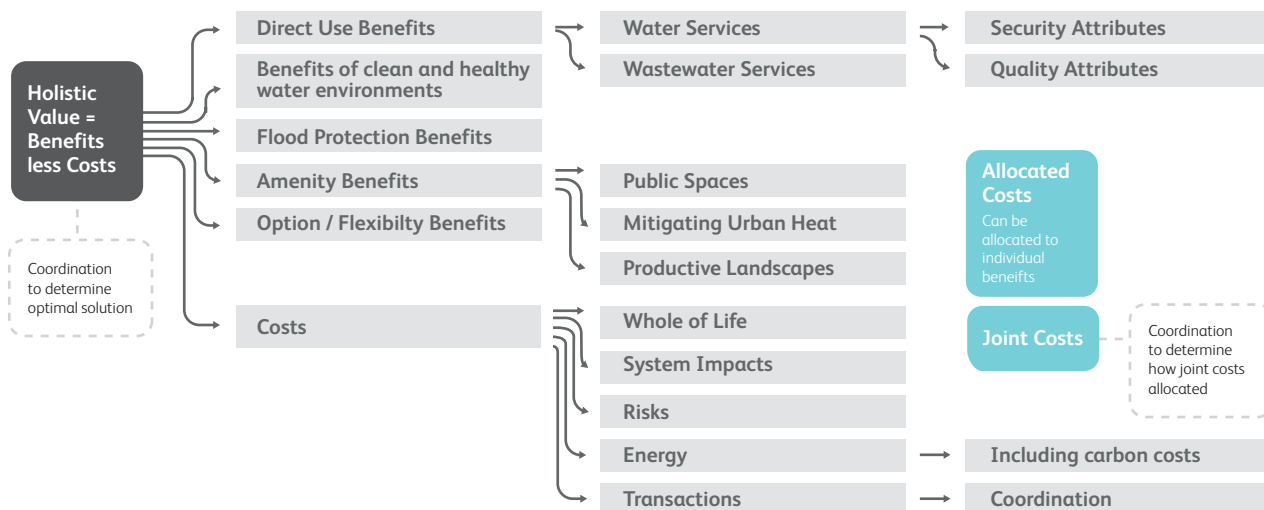 Direct Use Benefits
Water Services
Security Attributes
Benefits of clean and healthy
water environments
Wastewater Services
Quality Attributes
Holistic
Value =
Benefits
less Costs
Flood Protection Benefits
Amenity Benefits
Public Spaces
Option / Flexibilty Benefits
Mitigating Urban Heat
Productive Landscapes
Allocated
Costs
Can be
allocated to
individual
beneifts
Coordination
to determine
optimal solution
Costs
Whole of Life
System Impacts
Risks
Energy
Including carbon costs
Transactions
Coordination
Joint Costs
Coordination
to determine
how joint costs
allocated